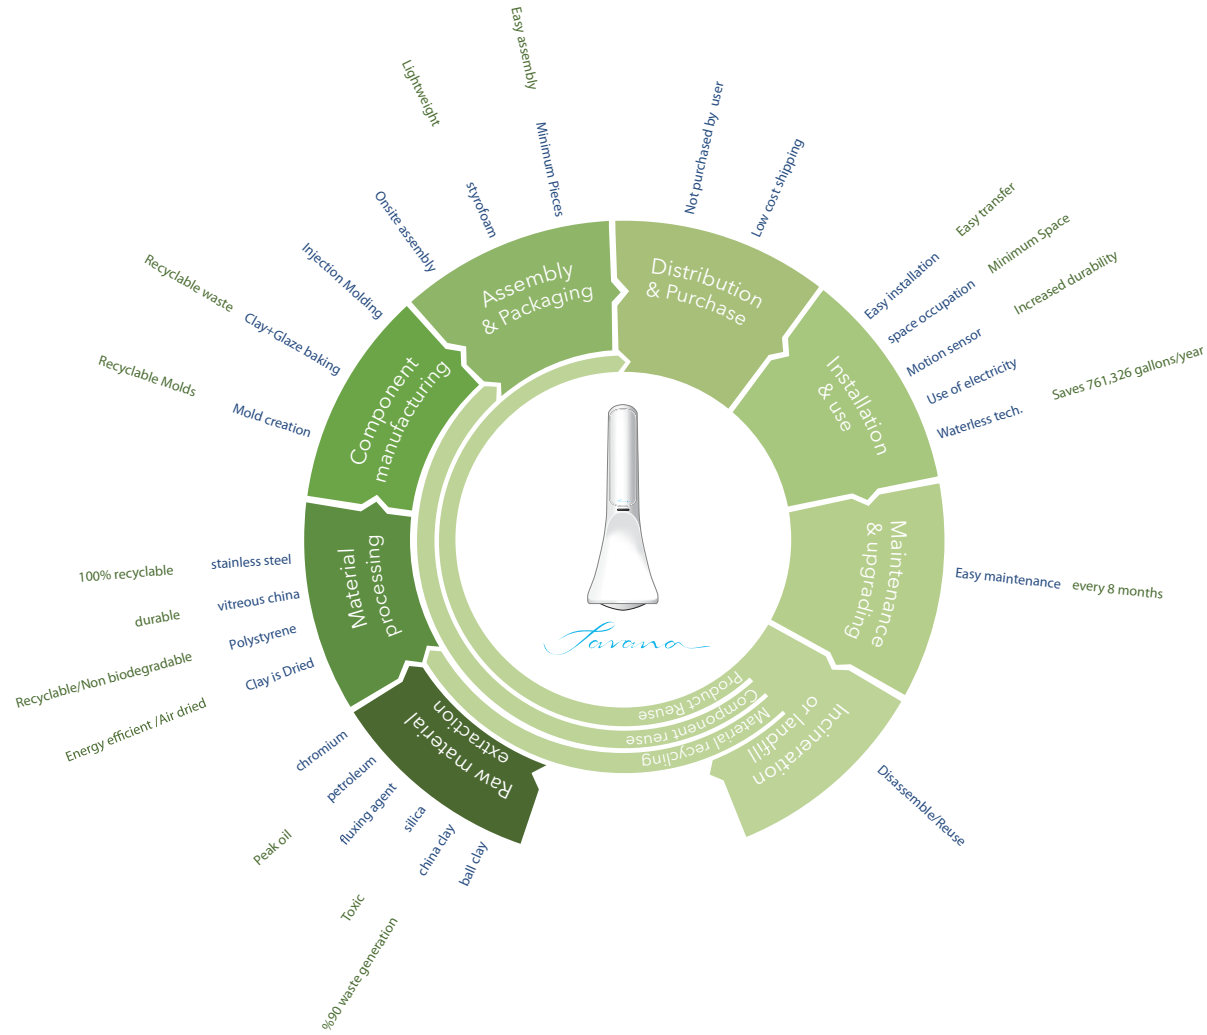 Easy assembly
Lightweight
Minimum Pieces
styrofoam
Onsite assembly
Assembly
& Packaging
Not purchased by user
Low cost shipping
Distribution
& Purchase
Easy transfer
Minimum Space
Increased durability
Saves 761,326 gallons/year
Easy installation
space occupation
Motion sensor
Use of electricity
Waterless tech.
Installation
& use
Maintenance
& upgrading
Easy maintenance
every 8 months
Incineration
or landfill
Disassemble/Reuse
Product Reuse
Component reuse
Material recycling
Injection Molding
Recyclable waste
Clay+Glaze baking
Recyclable Molds
Mold creation
Component
manufacturing
Material
processing
100% recyclable
stainless steel
durable
vitreous china
Recyclable/Non biodegradable
Polystyrene
Energy efficient /Air dried
Clay is Dried
Raw material
extraction
chromium
petroleum
Peak oil
fluxing agent
silica
Toxic
china clay
%90 waste generation
ball clay
Tavana